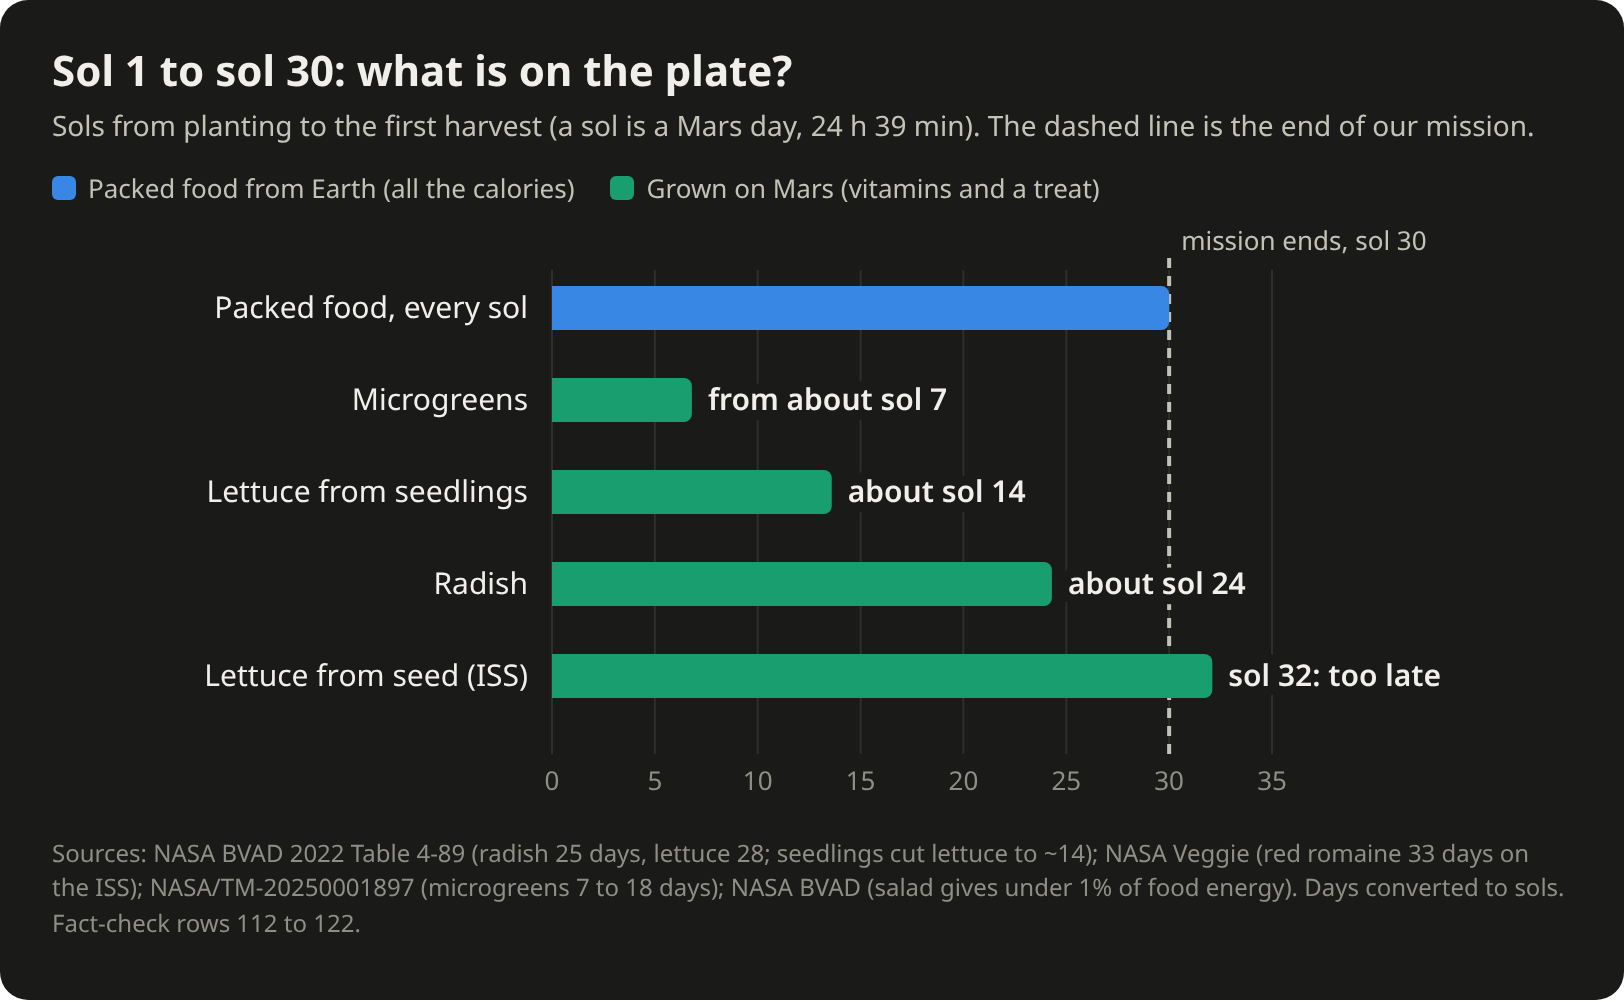 Sol 1 to sol 30: what is on the plate?
Sols from planting to the first harvest (a sol is a Mars day, 24 h 39 min). The dashed line is the end of our mission.
Packed food from Earth (all the calories)
Grown on Mars (vitamins and a treat)
mission ends, sol 30
Packed food, every sol
Microgreens
from about sol 7
Lettuce from seedlings
about sol 14
Radish
about sol 24
Lettuce from seed (ISS)
sol 32: too late
0 5 10 15 20 25 30 35
Sources: NASA BVAD 2022 Table 4-89 (radish 25 days, lettuce 28; seedlings cut lettuce to ~14); NASA Veggie (red romaine 33 days on
the ISS); NASA/TM-20250001897 (microgreens 7 to 18 days); NASA BVAD (salad gives under 1% of food energy). Days converted to sols.
Fact-check rows 112 to 122.